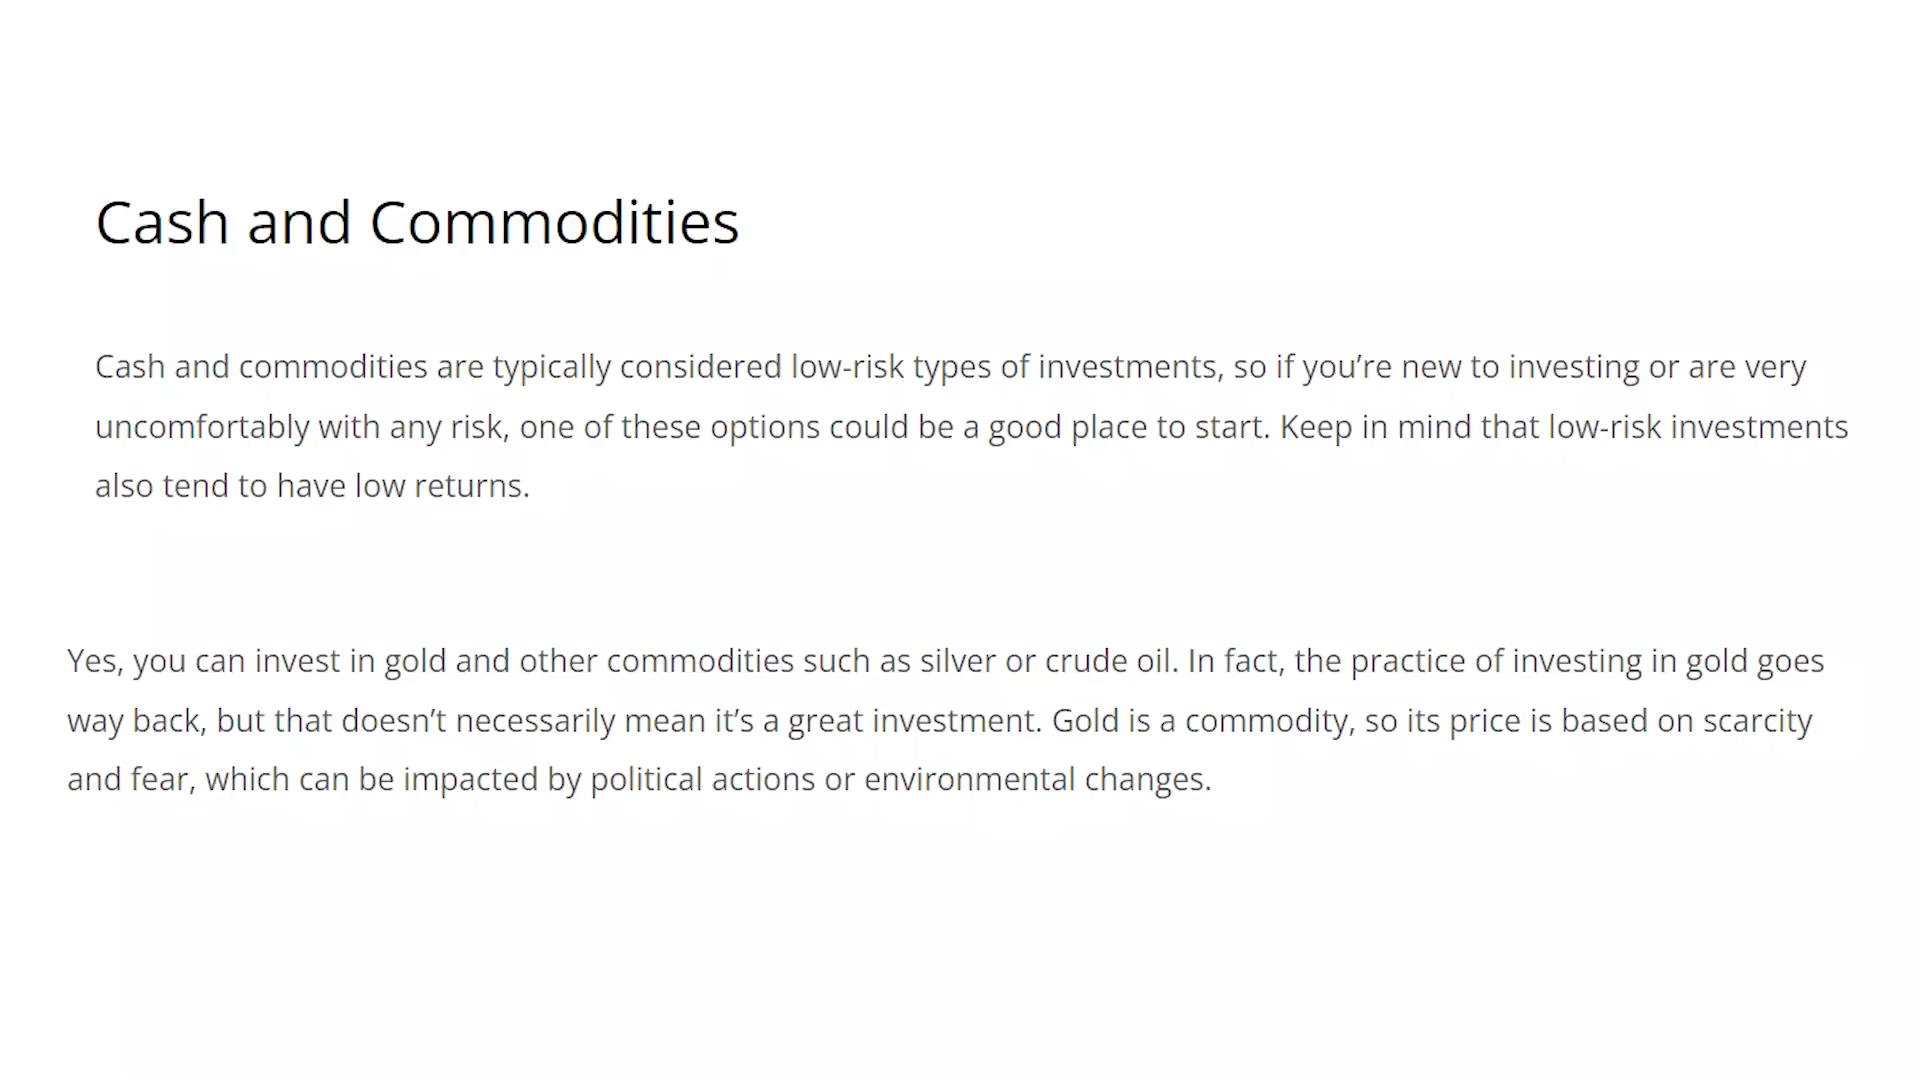 Cash and Commodities
Cash and commodities are typically considered low-risk types of investments, so if you’re new to investing or are very
uncomfortably with any risk, one of these options could be a good place to start. Keep in mind that low-risk investments
also tend to have low returns.
Yes, you can invest in gold and other commodities such as silver or crude oil. In fact, the practice of investing in gold goes
way back, but that doesn’t necessarily mean it’s a great investment. Gold is a commodity, so its price is based on scarcity
and fear, which can be impacted by political actions or environmental changes.